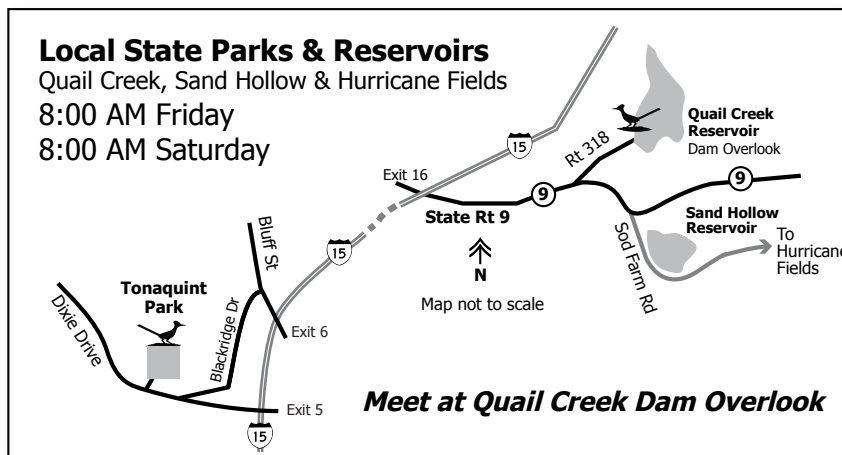 Local State Parks & Reservoirs
Quail Creek, Sand Hollow & Hurricane Fields
8:00 AM Friday
8:00 AM Saturday
15
Rt 318
Quail Creek
Reservoir
Dam Overlook
Exit 16
9
9
State Rt 9
Sand Hollow
Reservoir
Sod Farm Rd
To
Hurricane
Fields
N
Map not to scale
Bluff St
15
Tonaquint
Park
Dixie Drive
Blackridge Dr
Exit 6
Exit 5
15
Meet at Quail Creek Dam Overlook